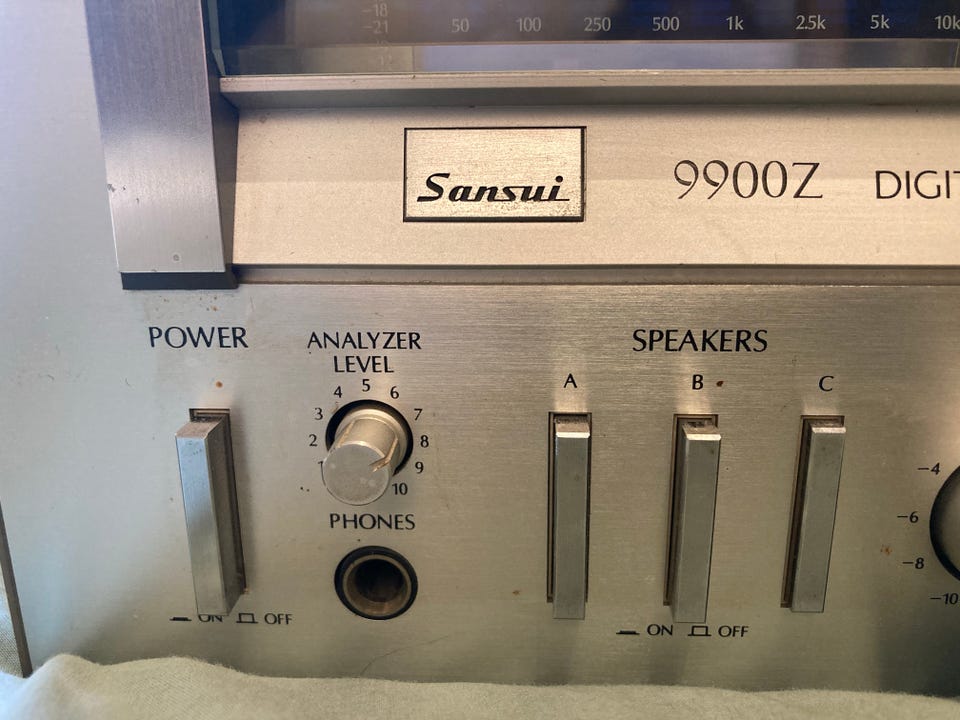 -18
-21
50 100 250 500 1k 2.5k 5k 10k
Sansui
9900Z DIGIT
POWER
ANALYZER
LEVEL
1 2 3 4 5 6 7 8 9 10
PHONES
SPEAKERS
A B C
ON OFF
ON OFF
-4
-6
-8
-10